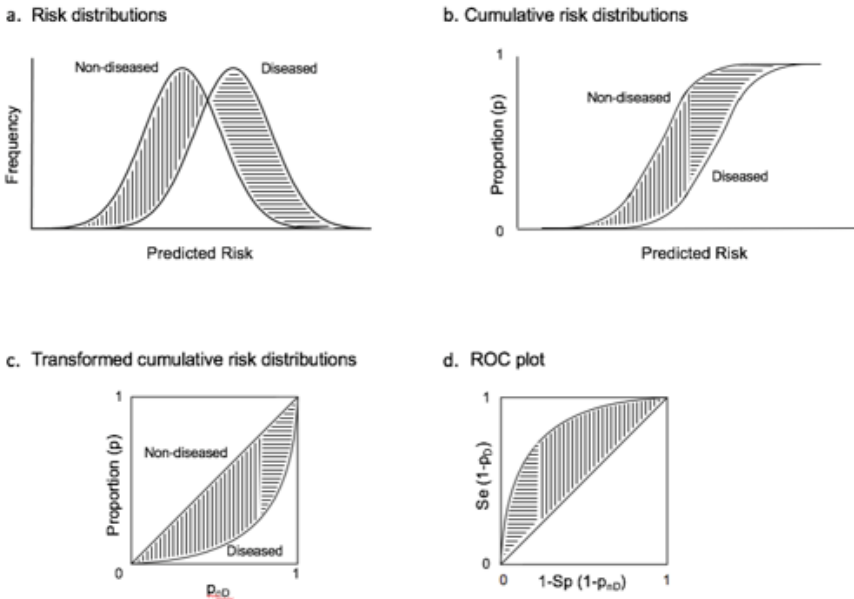 a. Risk distributions
Non-diseased
Diseased
Frequency
Predicted Risk
b. Cumulative risk distributions
1
Non-diseased
Proportion (p)
Diseased
0
Predicted Risk
c. Transformed cumulative risk distributions
1
Non-diseased
Proportion (p)
Diseased
0
1
pnD
d. ROC plot
1
Se (1-pD)
0
0
1-Sp (1-pnD)
1